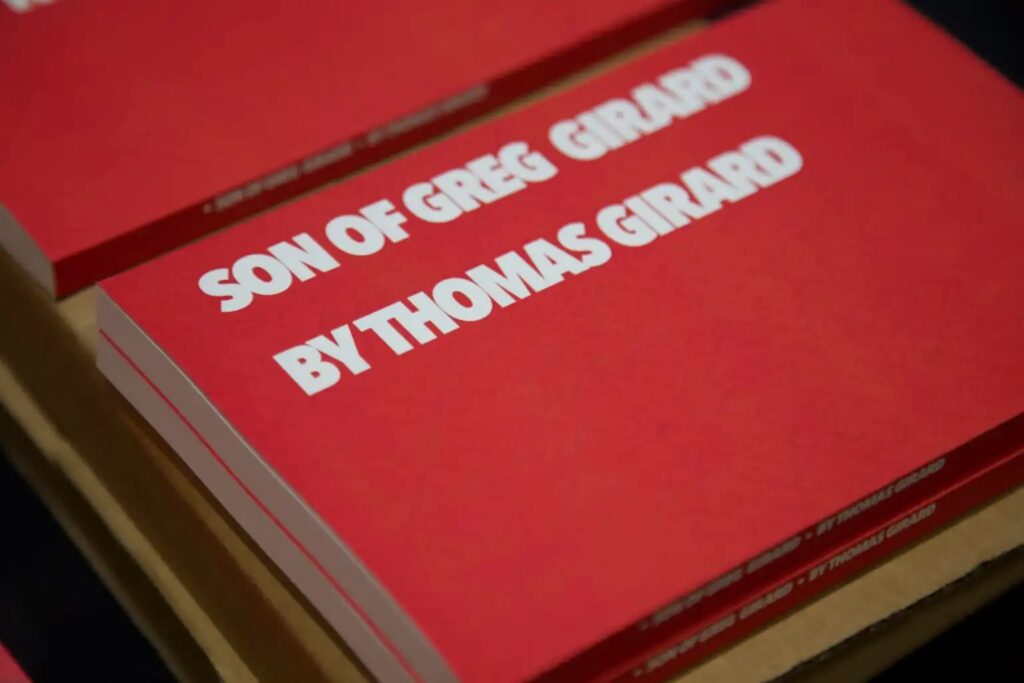 SON OF GREG GIRARD
BY THOMAS GIRARD
• SON OF GREG GIRARD • BY THOMAS GIRARD
• SON OF GREG GIRARD • BY THOMAS GIRARD